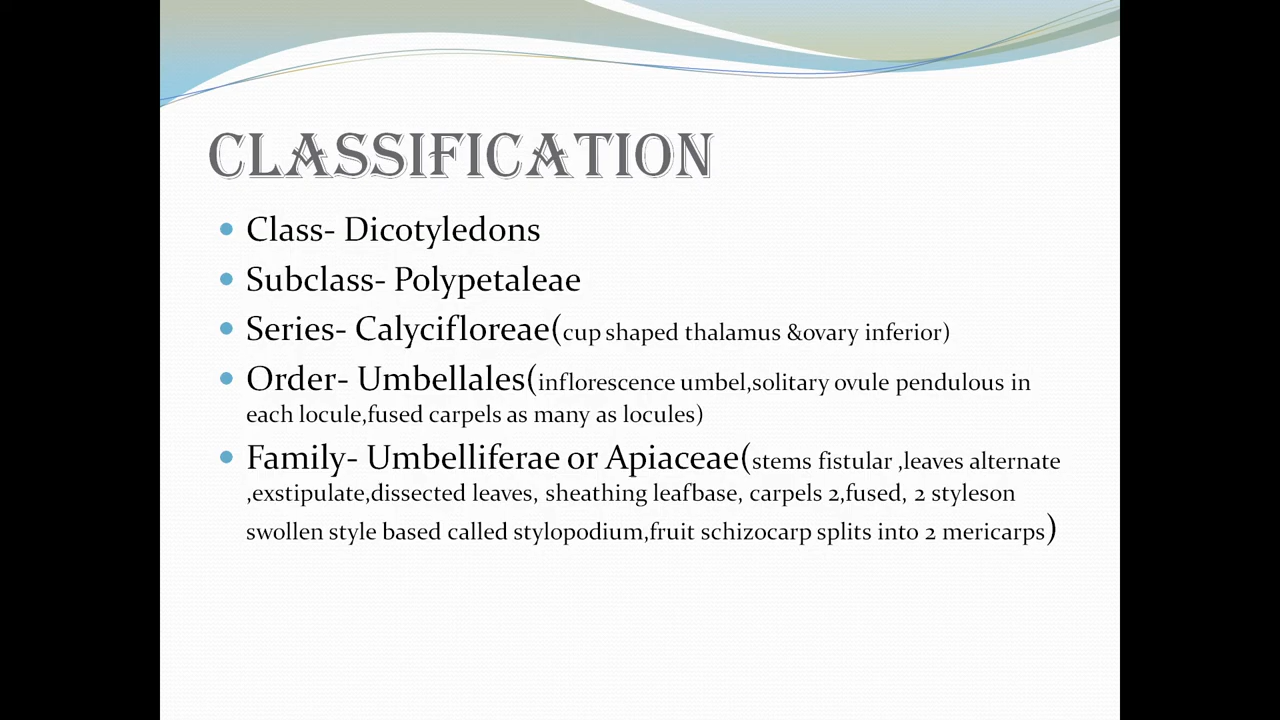 CLASSIFICATION
Class- Dicotyledons
Subclass- Polypetaleae
Series- Calycifloreae(cup shaped thalamus &ovary inferior)
Order- Umbellales(inflorescence umbel,solitary ovule pendulous in
each locule,fused carpels as many as locules)
Family- Umbelliferae or Apiaceae(stems fistular ,leaves alternate
,exstipulate,dissected leaves, sheathing leafbase, carpels 2,fused, 2 styleson
swollen style based called stylopodium,fruit schizocarp splits into 2 mericarps)